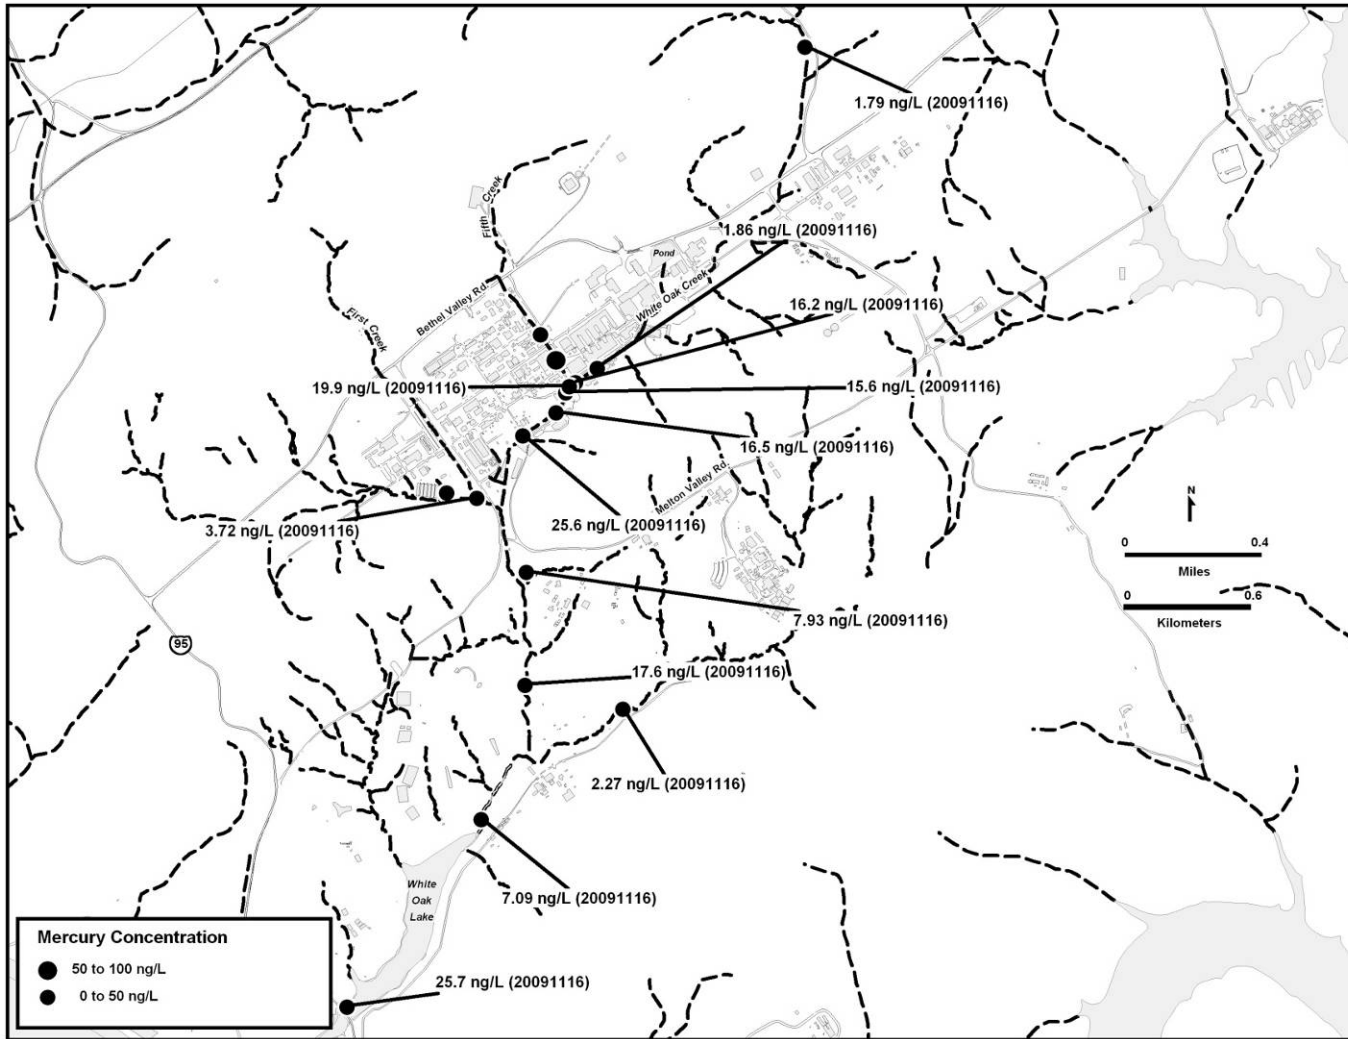 1.79 ng/L (20091116)
Fifth Creek
1.86 ng/L (20091116)
Pond
Bethel Valley Rd.
White Oak Creek
16.2 ng/L (20091116)
First Creek
19.9 ng/L (20091116)
15.6 ng/L (20091116)
16.5 ng/L (20091116)
Melton Valley Rd.
N
25.6 ng/L (20091116)
3.72 ng/L (20091116)
0 0.4
Miles
0 0.6
Kilometers
7.93 ng/L (20091116)
95
17.6 ng/L (20091116)
2.27 ng/L (20091116)
7.09 ng/L (20091116)
White
Oak
Lake
Mercury Concentration
50 to 100 ng/L
0 to 50 ng/L
25.7 ng/L (20091116)